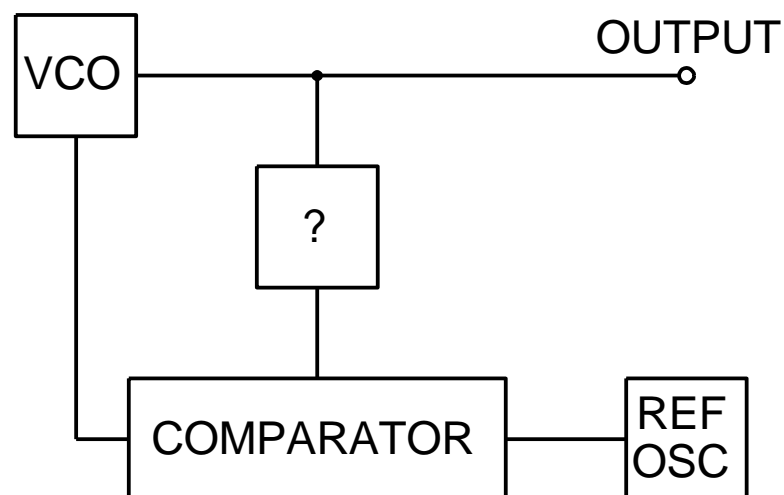 OUTPUT
VCO
?
COMPARATOR
REF
OSC